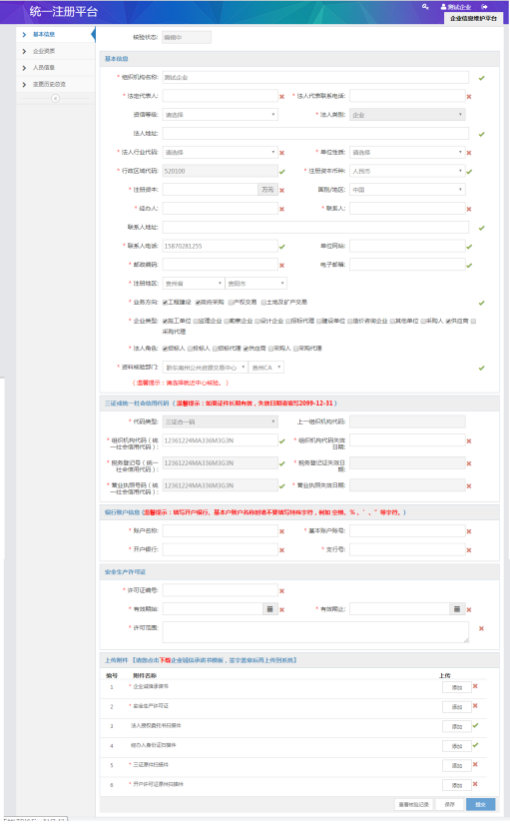 统一注册平台
测试企业
企业信息维护平台
基本信息
企业资质
人员信息
变更历史信息
核验状态: 编辑中
基本信息
* 组织机构名称: 测试企业
* 法定代表人: * 法人代表联系电话:
资信等级: 请选择 * 法人类别: 企业
法人地址:
* 法人行业代码: 请选择 * 单位性质: 请选择
* 行政区域代码: 520100 * 注册资本币种: 人民币
* 注册资本: 万元 国别/地区: 中国
* 经办人: * 联系人:
联系人地址:
* 联系人电话: 15870281255 单位网站:
* 邮政编码: 电子邮箱:
* 注册地区: 贵州省 贵阳市
* 业务方向: 工程建设 政府采购 产权交易 土地及矿产交易
* 企业类型: 施工单位 监理企业 勘察企业 设计企业 招标代理 建设单位 造价咨询企业 其他单位 采购人 供应商
采购代理
* 法人角色: 招标人 投标人 招标代理 供应商 采购人 采购代理
* 资料核验部门: 黔东南州公共资源交易中心 贵州CA
(温馨提示:请选择就近中心核验。)
三证或统一社会信用代码 (温馨提示:如果证件长期有效,失效日期请填写2099-12-31)
* 代码类型: 三证合一码 上一组织机构代码:
* 组织机构代码(统一社会信用代码): 12361224MA336M3G3N * 组织机构代码失效日期:
* 税务登记号(统一社会信用代码): 12361224MA336M3G3N * 税务登记证失效日期:
* 营业执照号码(统一社会信用代码): 12361224MA336M3G3N * 营业执照失效日期:
银行账户信息 (温馨提示:填写开户银行、基本户账户名称时请不要填写特殊字符,例如 空格、%、'、" 等字符。)
* 账户名称: * 基本账户账号:
* 开户银行: * 支行号:
安全生产许可证
* 许可证编号:
* 有效期始: * 有效期止:
* 许可范围:
上传附件 【请您点击下载企业诚信承诺书模板,签字盖章后再上传到系统】
编号 附件名称 上传
1 * 企业诚信承诺书 添加
2 * 安全生产许可证 添加
3 法人授权委托书扫描件 添加
4 经办人身份证扫描件 添加
5 * 三证原件扫描件 添加
6 * 开户许可证原件扫描件 添加
查看核验记录 保存 提交